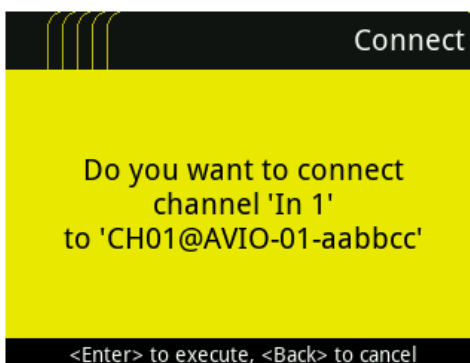 Connect
Do you want to connect
channel 'In 1'
to 'CH01@AVIO-01-aabbcc'
<Enter> to execute, <Back> to cancel